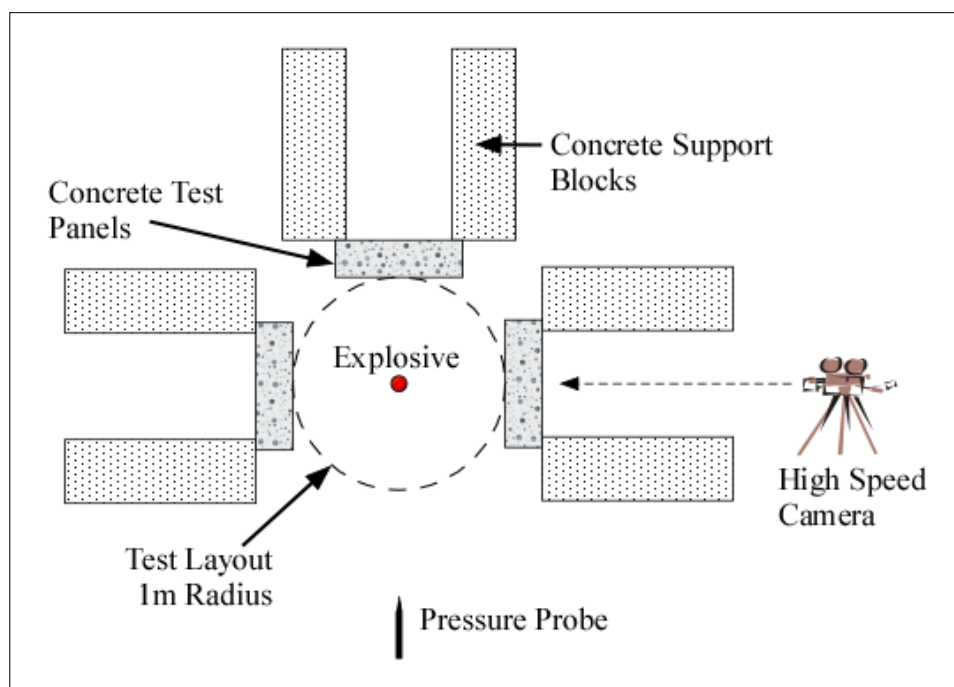 Concrete Support
Blocks
Concrete Test
Panels
Explosive
High Speed
Camera
Test Layout
1m Radius
Pressure Probe